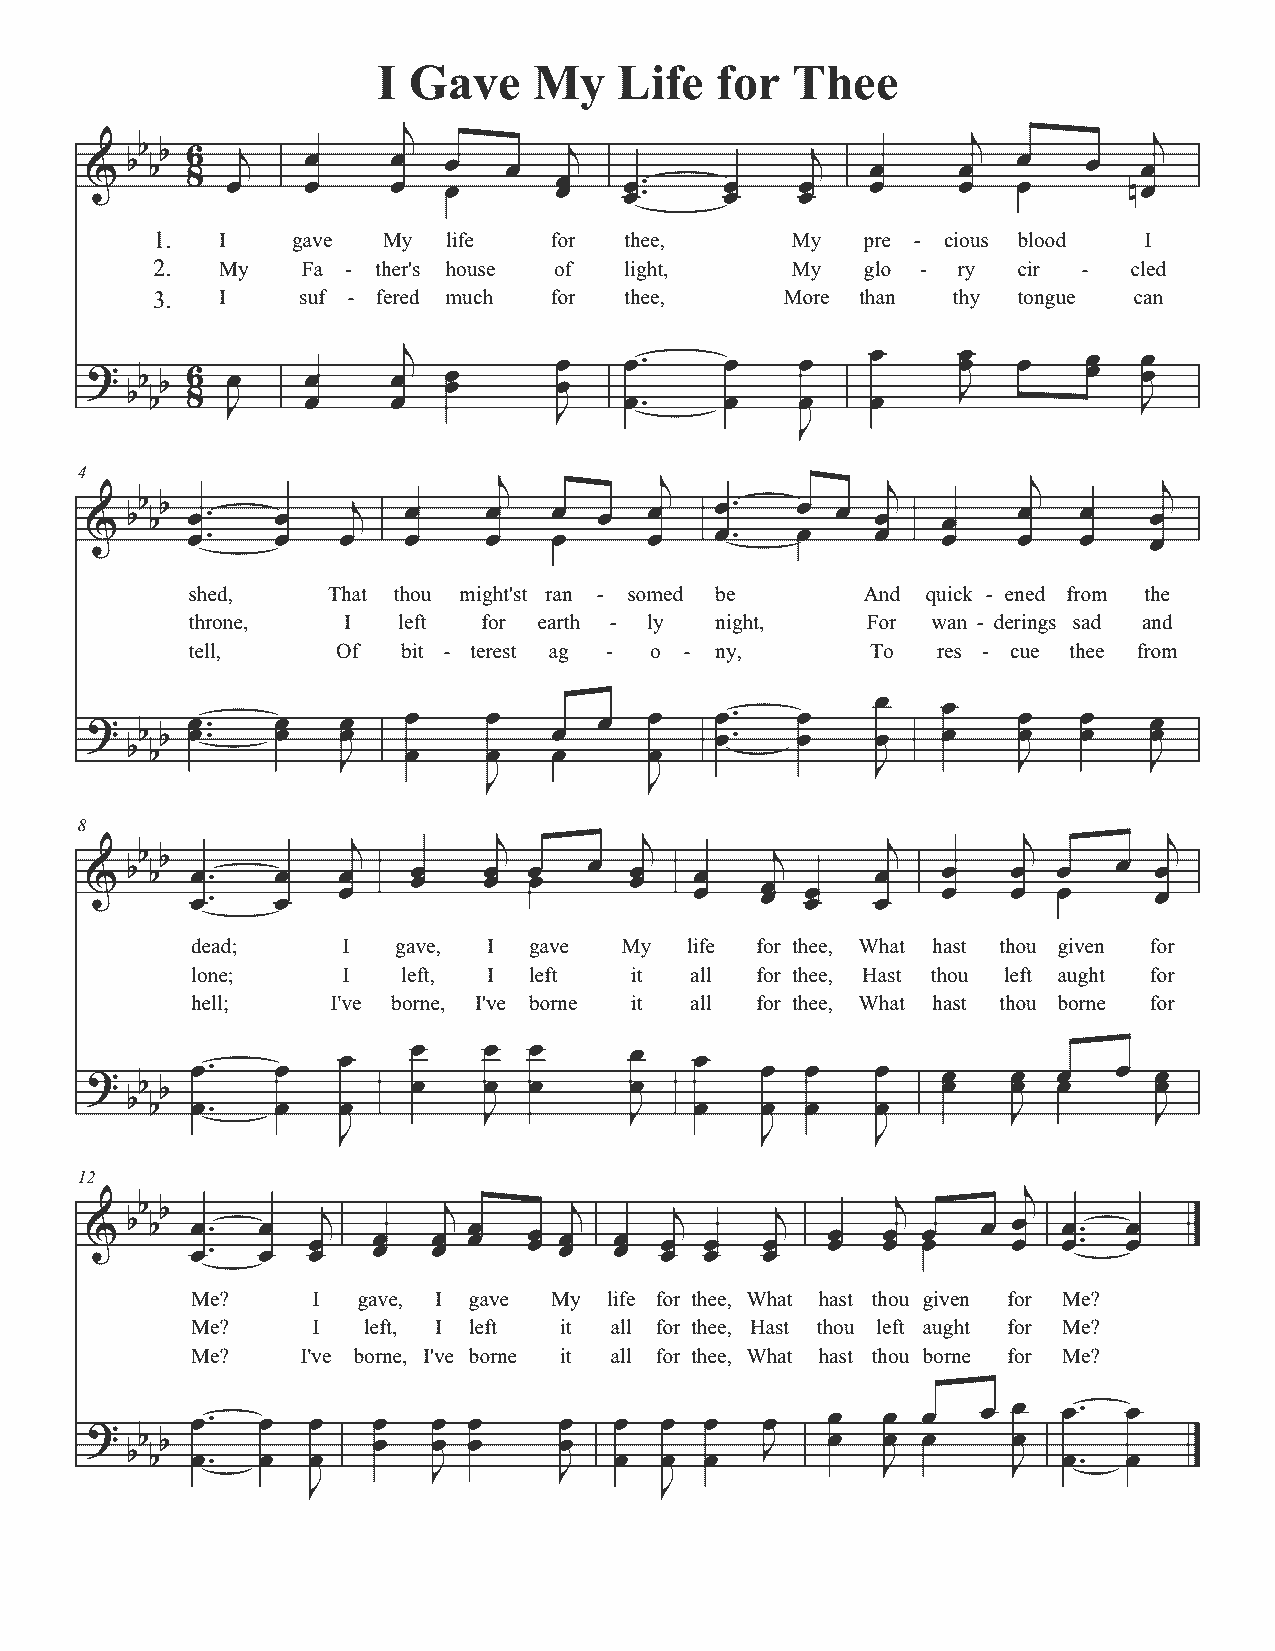 I Gave My Life for Thee
1. I gave My life for thee, My pre - cious blood I
2. My Fa - ther's house of light, My glo - ry cir - cled
3. I suf - fered much for thee, More than thy tongue can
4
shed, That thou might'st ran - somed be And quick - ened from the
throne, I left for earth - ly night, For wan - derings sad and
tell, Of bit - terest ag - o - ny, To res - cue thee from
8
dead; I gave, I gave My life for thee, What hast thou given for
lone; I left, I left it all for thee, Hast thou left aught for
hell; I've borne, I've borne it all for thee, What hast thou borne for
12
Me? I gave, I gave My life for thee, What hast thou given for Me?
Me? I left, I left it all for thee, Hast thou left aught for Me?
Me? I've borne, I've borne it all for thee, What hast thou borne for Me?